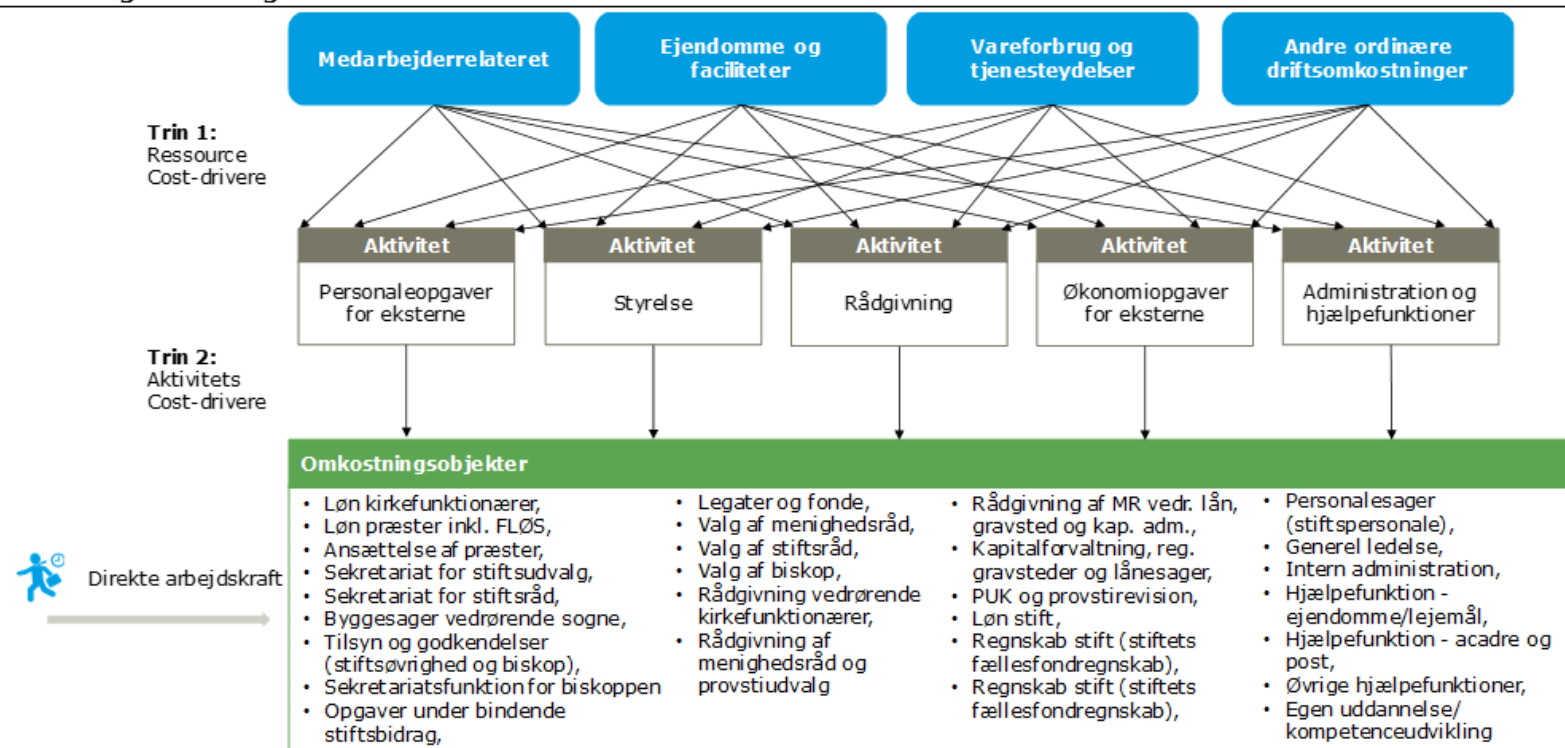 Medarbejderrelateret
Ejendomme og
faciliteter
Vareforbrug og
tjenesteydelser
Andre ordinære
driftsomkostninger
Trin 1:
Ressource
Cost-drivere
Aktivitet
Personaleopgaver
for eksterne
Aktivitet
Styrelse
Aktivitet
Rådgivning
Aktivitet
Økonomiopgaver
for eksterne
Aktivitet
Administration og
hjælpefunktioner
Trin 2:
Aktivitets
Cost-drivere
Direkte arbejdskraft
Omkostningsobjekter
• Løn kirkefunktionærer,
• Løn præster inkl. FLØS,
• Ansættelse af præster,
• Sekretariat for stiftsudvalg,
• Sekretariat for stiftsråd,
• Byggesager vedrørende sogne,
• Tilsyn og godkendelser
(stiftsøvrighed og biskop),
• Sekretariatsfunktion for biskoppen
• Opgaver under bindende
stiftsbidrag,
• Legater og fonde,
• Valg af menighedsråd,
• Valg af stiftsråd,
• Valg af biskop,
• Rådgivning vedrørende
kirkefunktionærer,
• Rådgivning af
menighedsråd og
provstiudvalg
• Rådgivning af MR vedr. lån,
gravsted og kap. adm.,
• Kapitalforvaltning, reg.
gravsteder og lånesager,
• PUK og provstirevision,
• Løn stift,
• Regnskab stift (stiftets
fællesfondregnskab),
• Regnskab stift (stiftets
fællesfondregnskab),
• Personalesager
(stiftspersonale),
• Generel ledelse,
• Intern administration,
• Hjælpefunktion -
ejendomme/lejemål,
• Hjælpefunktion - acadre og
post,
• Øvrige hjælpefunktioner,
• Egen uddannelse/
kompetenceudvikling